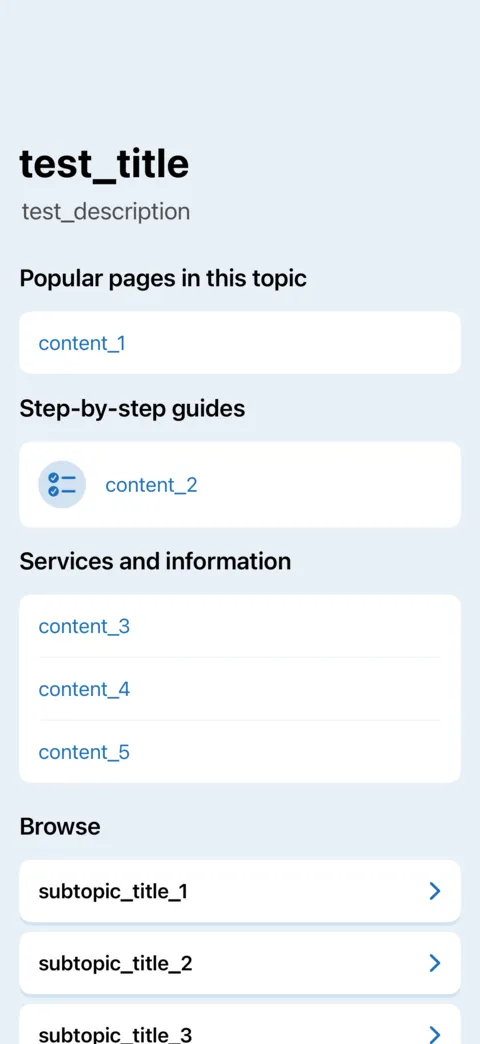 test_title
test_description
Popular pages in this topic
content_1
Step-by-step guides
content_2
Services and information
content_3
content_4
content_5
Browse
subtopic_title_1
subtopic_title_2
subtopic_title_3